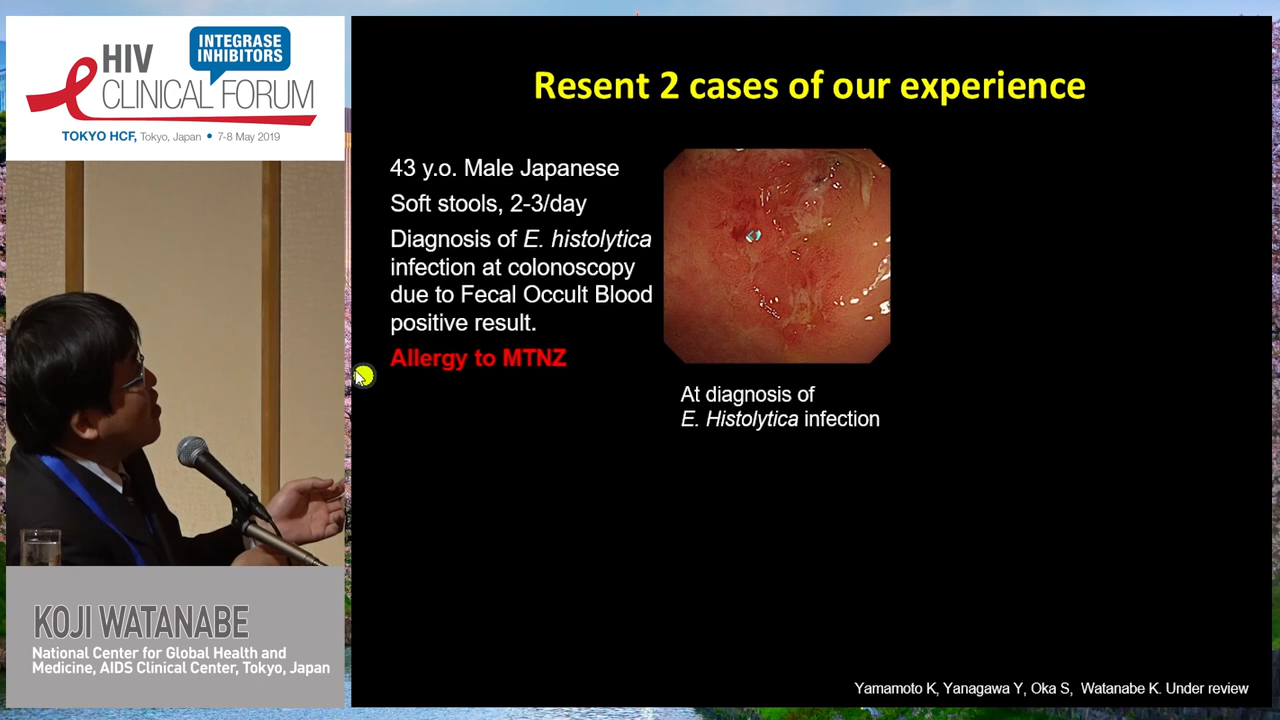 INTEGRASE
INHIBITORS
HIV
CLINICAL FORUM
TOKYO HCF, Tokyo, Japan • 7-8 May 2019
Resent 2 cases of our experience
43 y.o. Male Japanese
Soft stools, 2-3/day
Diagnosis of E. histolytica
infection at colonoscopy
due to Fecal Occult Blood
positive result.
Allergy to MTNZ
At diagnosis of
E. Histolytica infection
KOJI WATANABE
National Center for Global Health and
Medicine, AIDS Clinical Center, Tokyo, Japan
Yamamoto K, Yanagawa Y, Oka S, Watanabe K. Under review